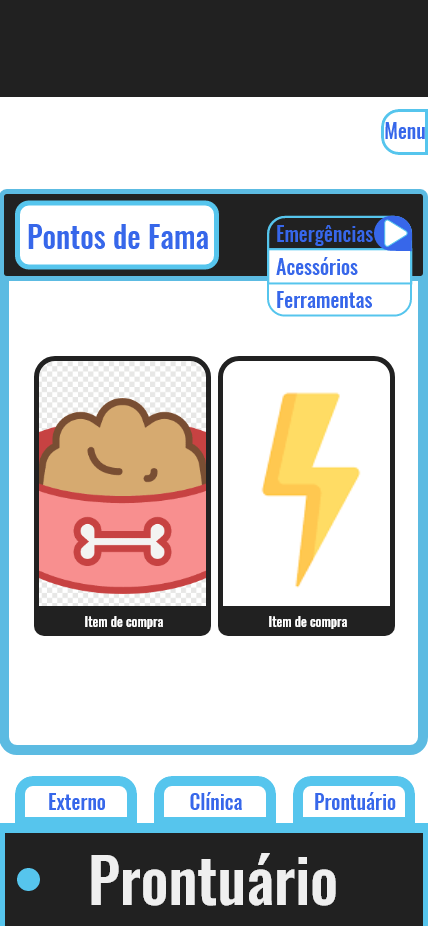 Menu
Pontos de Fama
Emergências
Acessórios
Ferramentas
Item de compra
Item de compra
Externo
Clínica
Prontuário
Prontuário